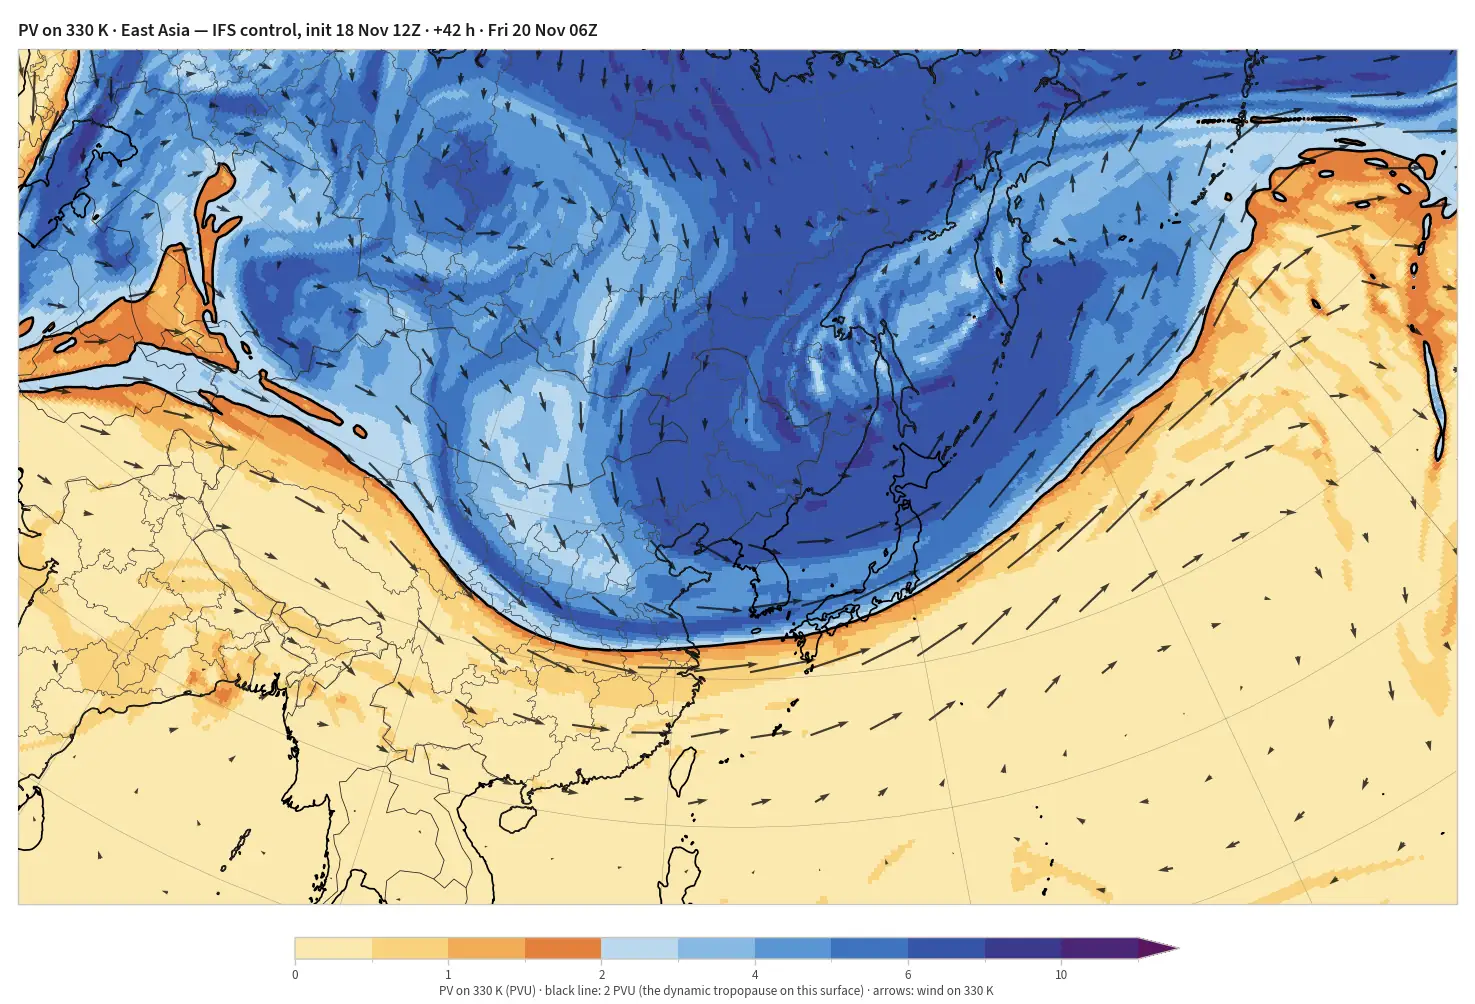 PV on 330 K · East Asia — IFS control, init 18 Nov 12Z · +42 h · Fri 20 Nov 06Z
0 1 2 4 6 10
PV on 330 K (PVU) · black line: 2 PVU (the dynamic tropopause on this surface) · arrows: wind on 330 K